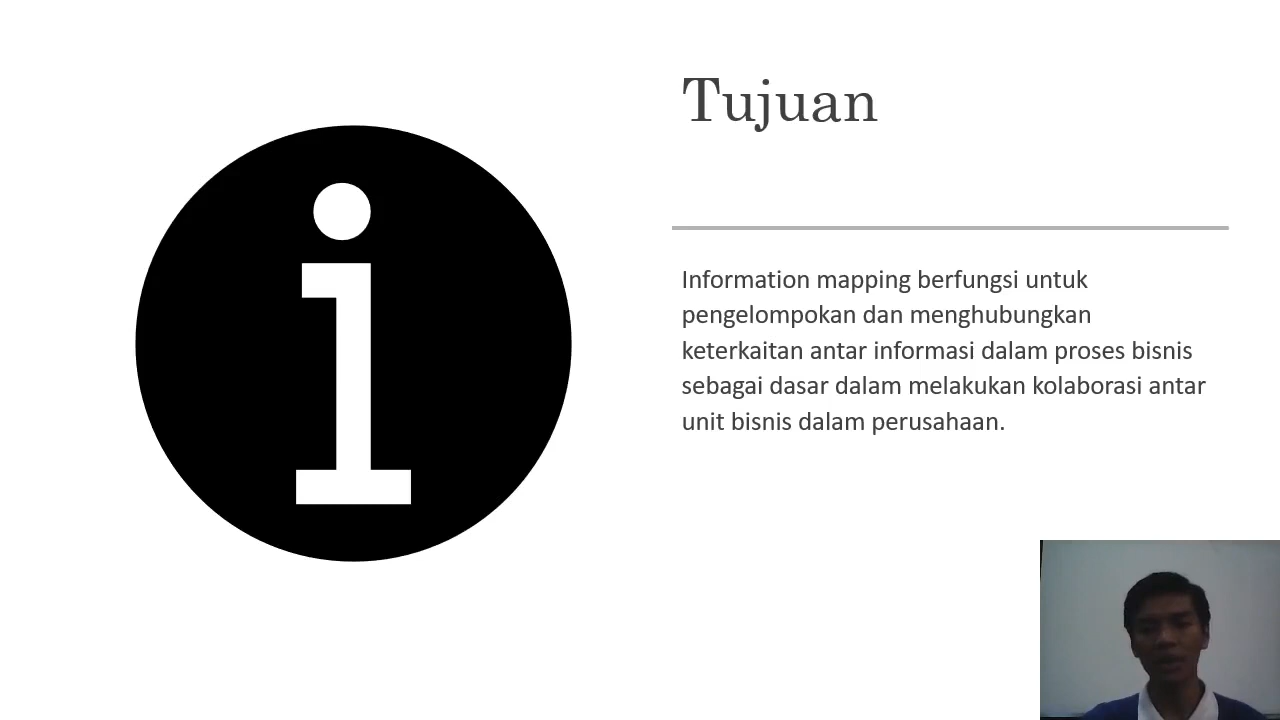 Tujuan
Information mapping berfungsi untuk
pengelompokan dan menghubungkan
keterkaitan antar informasi dalam proses bisnis
sebagai dasar dalam melakukan kolaborasi antar
unit bisnis dalam perusahaan.